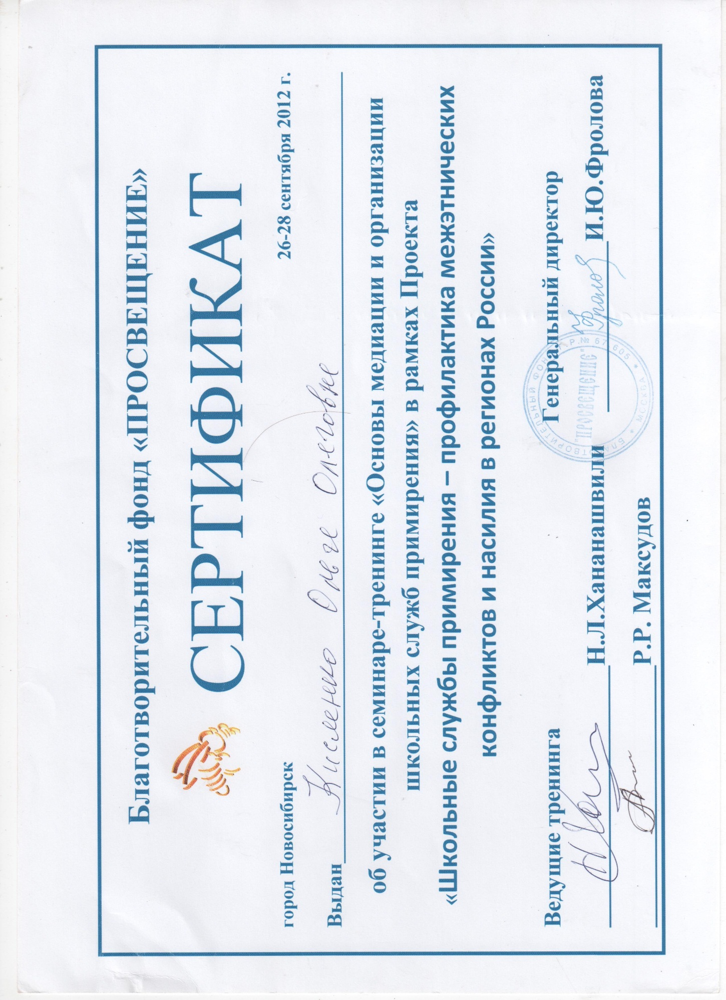 Благотворительный фонд «ПРОСВЕЩЕНИЕ»
СЕРТИФИКАТ
город Новосибирск 26-28 сентября 2012 г.
Выдан Кисленко Ольге Олеговне
об участии в семинаре-тренинге «Основы медиации и организации
школьных служб примирения» в рамках Проекта
«Школьные службы примирения – профилактика межэтнических
конфликтов и насилия в регионах России»
Ведущие тренинга Генеральный директор
Н.Л.Хананашвили И.Ю.Фролова
Р.Р. Максудов
БЛАГОТВОРИТЕЛЬНЫЙ ФОНД Р.№ 67 605 * МОСКВА *
"ПРОСВЕЩЕНИЕ"